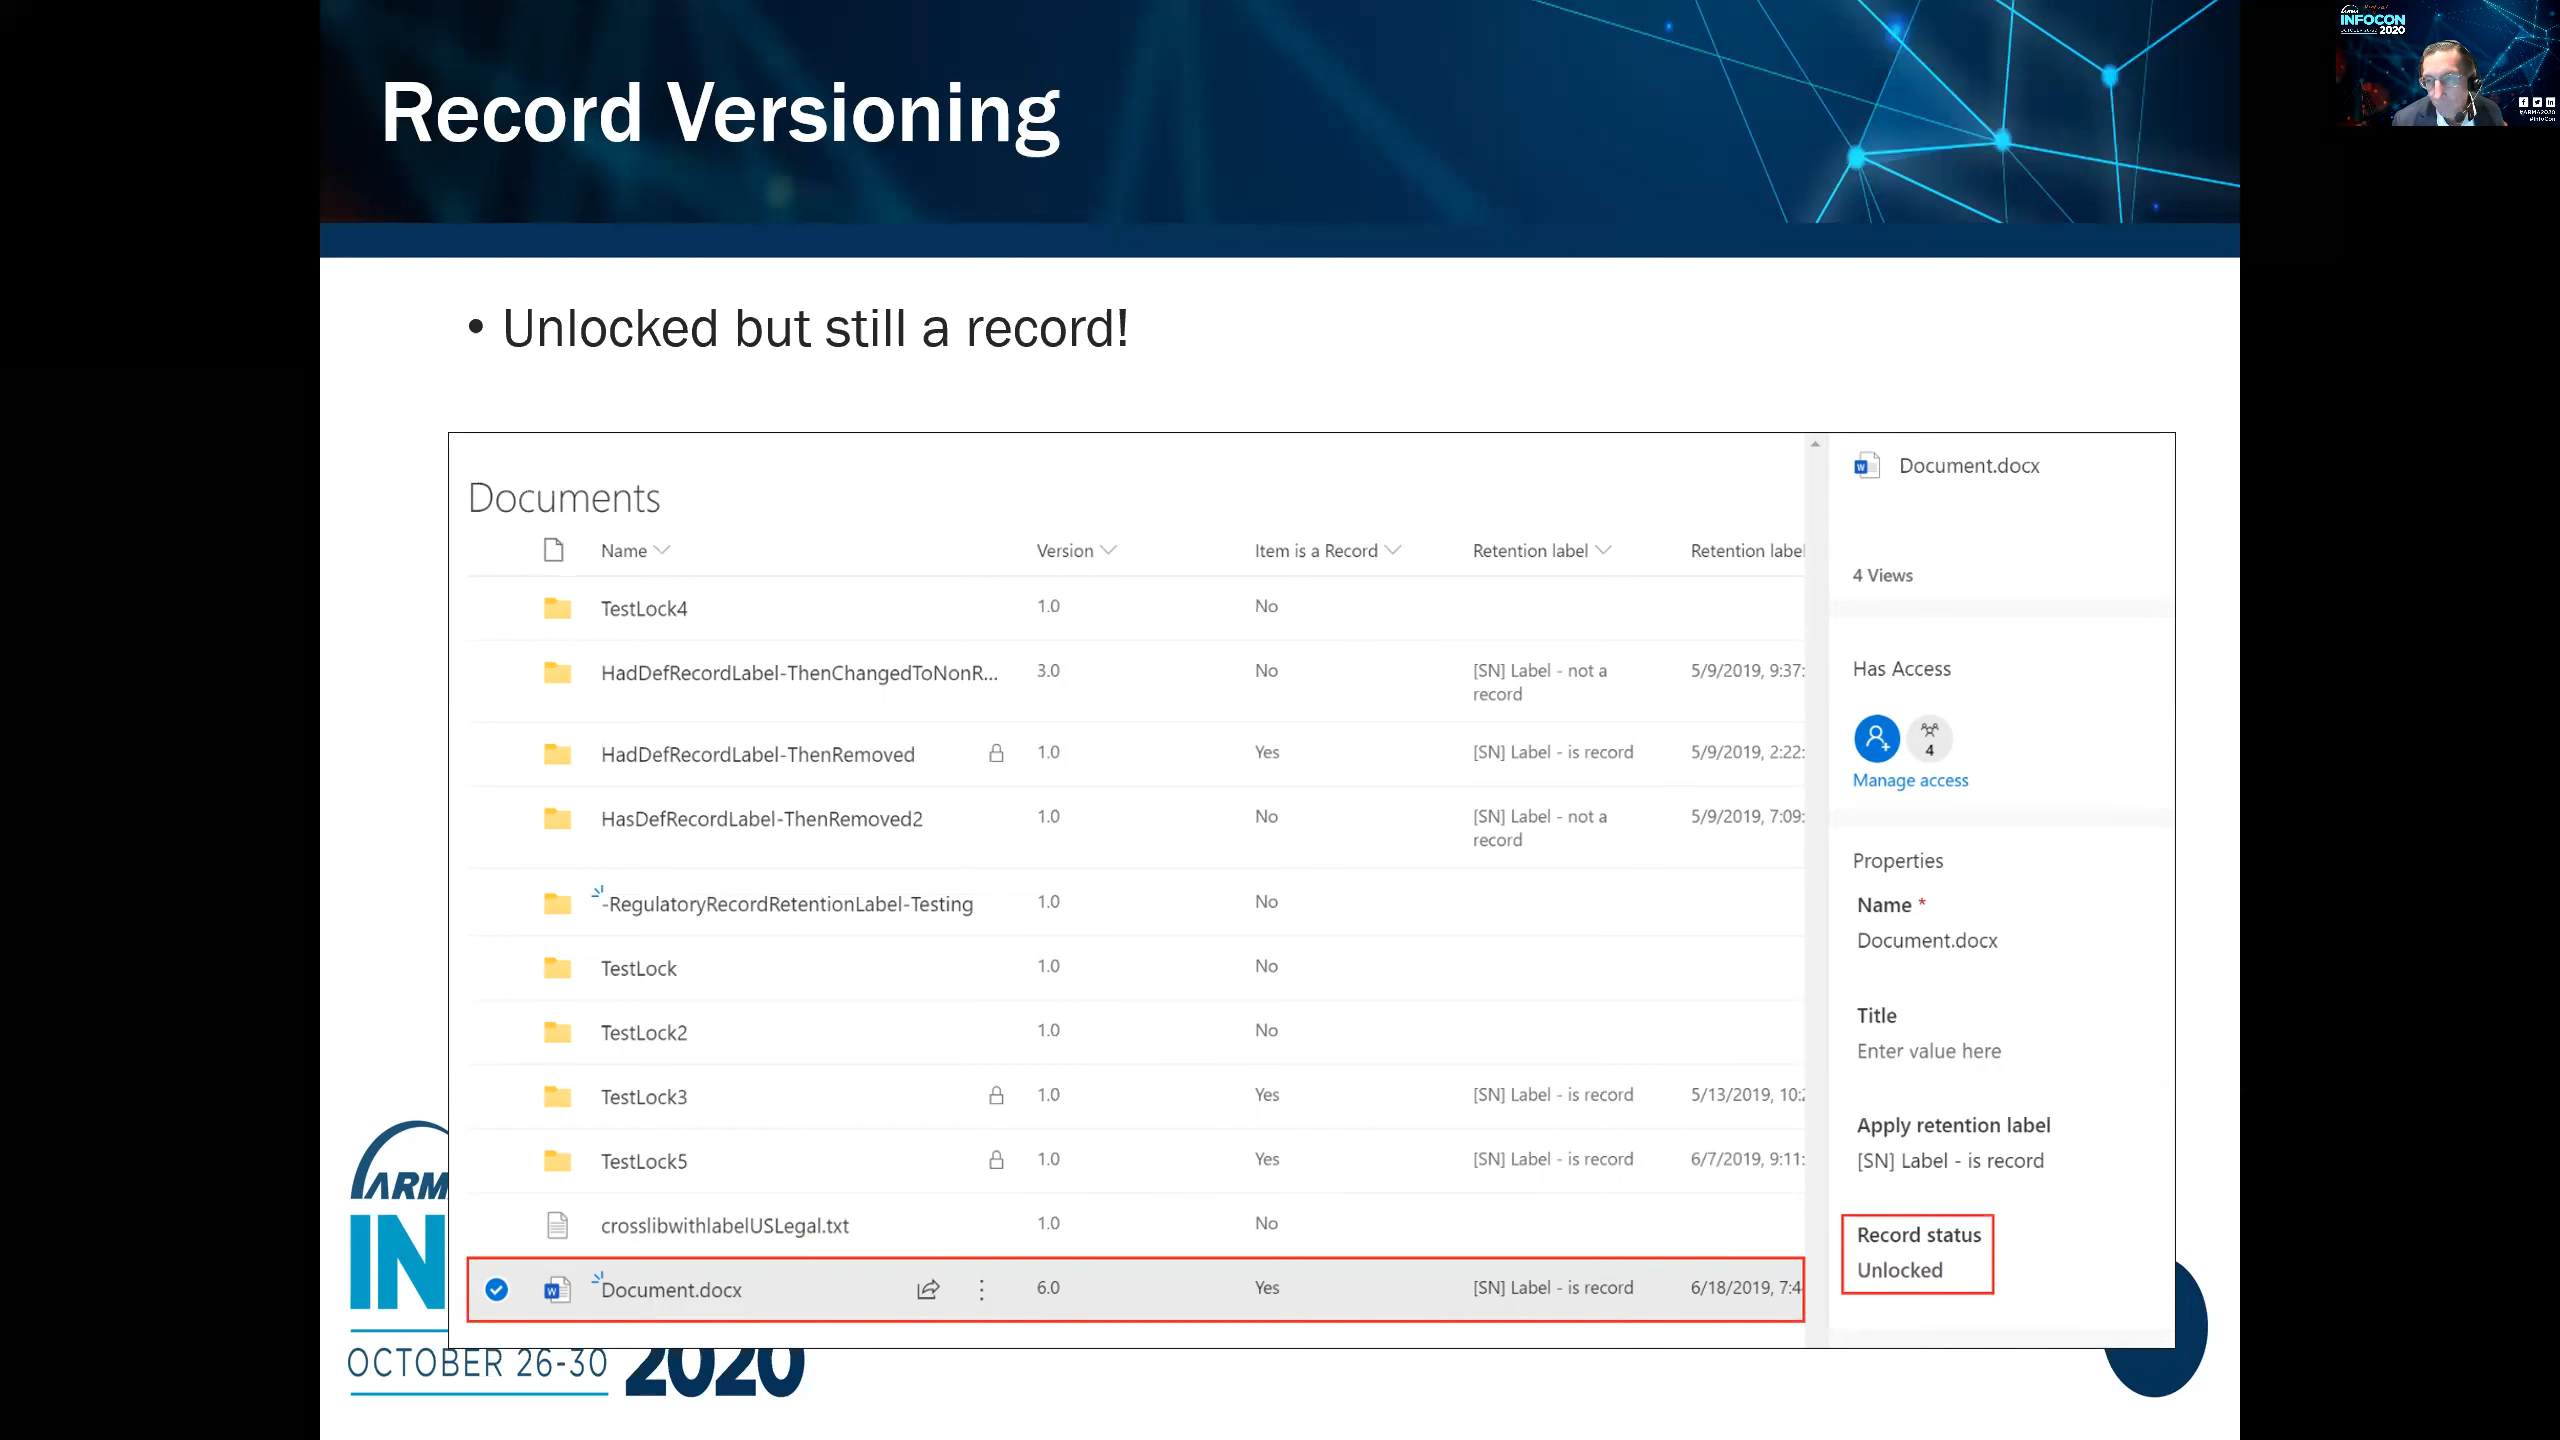 Record Versioning
INFOCON
2020
#ARMA2020
#InfoCon
• Unlocked but still a record!
Documents
Name Version Item is a Record Retention label Retention label
TestLock4 1.0 No
HadDefRecordLabel-ThenChangedToNonR... 3.0 No [SN] Label - not a record 5/9/2019, 9:37:
HadDefRecordLabel-ThenRemoved 1.0 Yes [SN] Label - is record 5/9/2019, 2:22:
HasDefRecordLabel-ThenRemoved2 1.0 No [SN] Label - not a record 5/9/2019, 7:09:
-RegulatoryRecordRetentionLabel-Testing 1.0 No
TestLock 1.0 No
TestLock2 1.0 No
TestLock3 1.0 Yes [SN] Label - is record 5/13/2019, 10:2
TestLock5 1.0 Yes [SN] Label - is record 6/7/2019, 9:11:
crosslibwithlabelUSLegal.txt 1.0 No
Document.docx 6.0 Yes [SN] Label - is record 6/18/2019, 7:4
Document.docx
4 Views
Has Access
4
Manage access
Properties
Name *
Document.docx
Title
Enter value here
Apply retention label
[SN] Label - is record
Record status
Unlocked
ARM
IN
OCTOBER 26-30 2020